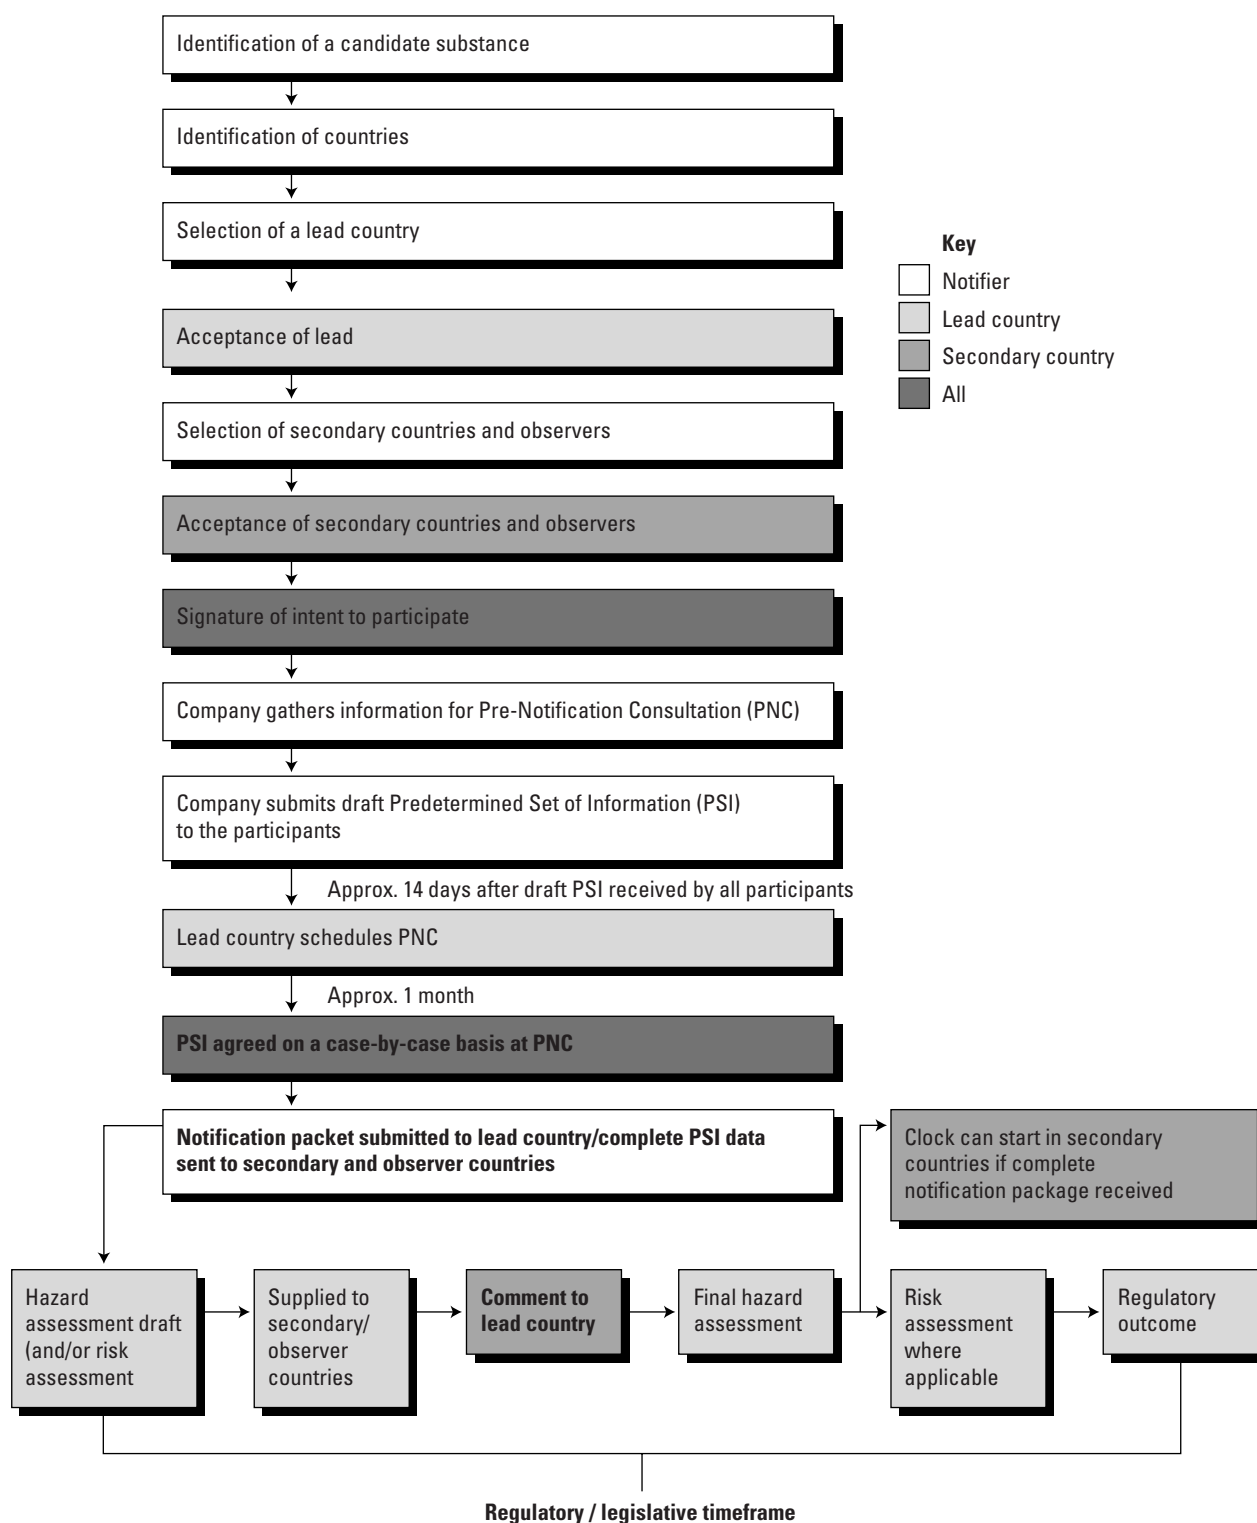 Identification of a candidate substance
Identification of countries
Selection of a lead country
Key
Notifier
Lead country
Secondary country
All
Acceptance of lead
Selection of secondary countries and observers
Acceptance of secondary countries and observers
Signature of intent to participate
Company gathers information for Pre-Notification Consultation (PNC)
Company submits draft Predetermined Set of Information (PSI)
to the participants
Approx. 14 days after draft PSI received by all participants
Lead country schedules PNC
Approx. 1 month
PSI agreed on a case-by-case basis at PNC
Notification packet submitted to lead country/complete PSI data
sent to secondary and observer countries
Clock can start in secondary
countries if complete
notification package received
Hazard
assessment draft
(and/or risk
assessment
Supplied to
secondary/
observer
countries
Comment to
lead country
Final hazard
assessment
Risk
assessment
where
applicable
Regulatory
outcome
Regulatory / legislative timeframe